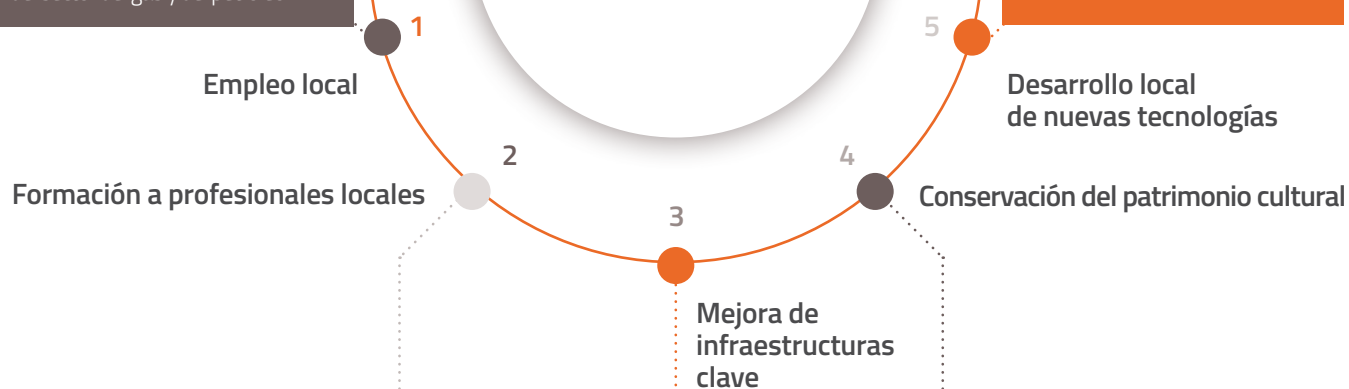 1
Empleo local
2
Formación a profesionales locales
3
Mejora de
infraestructuras
clave
4
Conservación del patrimonio cultural
5
Desarrollo local
de nuevas tecnologías